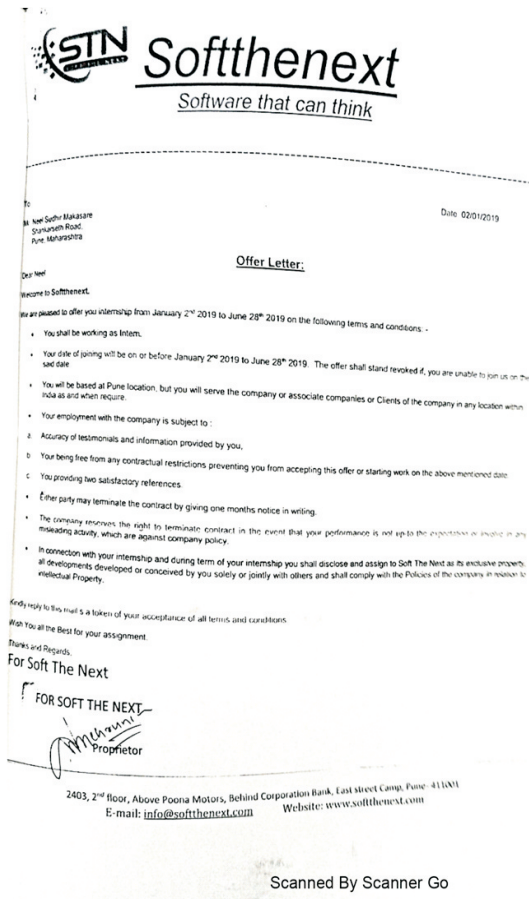 STN
SOFTTHENEXT
Softthenext
Software that can think
To
Mr. Neel Sudhir Makasare
Shankarseth Road,
Pune, Maharashtra
Date 02/01/2019
Offer Letter:
Dear Neel
Welcome to Softthenext,
We are pleased to offer you internship from January 2nd 2019 to June 28th 2019 on the following terms and conditions: -
• You shall be working as Intern.
• Your date of joining will be on or before January 2nd 2019 to June 28th 2019. The offer shall stand revoked if, you are unable to join us on the
said date
• You will be based at Pune location, but you will serve the company or associate companies or Clients of the company in any location within
India as and when require.
• Your employment with the company is subject to :
a. Accuracy of testimonials and information provided by you,
b Your being free from any contractual restrictions preventing you from accepting this offer or starting work on the above mentioned date
c You providing two satisfactory references.
• Either party may terminate the contract by giving one months notice in writing.
• The company reserves the right to terminate contract in the event that your performance is not up to the expectation or involve in any
misleading activity, which are against company policy.
• In connection with your internship and during term of your internship you shall disclose and assign to Soft The Next as its exclusive property,
all developments developed or conceived by you solely or jointly with others and shall comply with the Policies of the company in relation to
Intellectual Property.
Kindly reply to this mail s a token of your acceptance of all terms and conditions
Wish You all the Best for your assignment.
Thanks and Regards,
For Soft The Next
FOR SOFT THE NEXT
Proprietor
2403, 2nd floor, Above Poona Motors, Behind Corporation Bank, East street Camp, Pune- 411001
E-mail: info@softthenext.com Website: www.softthenext.com
Scanned By Scanner Go